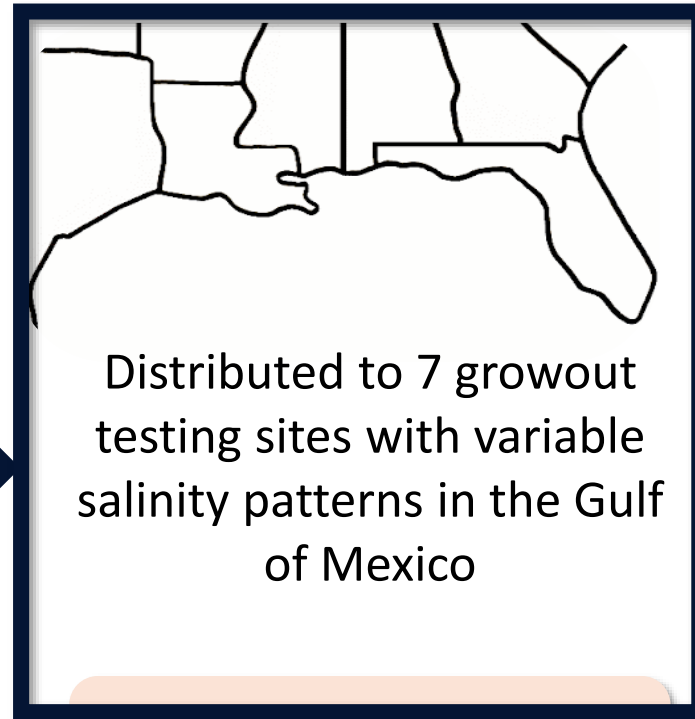 Distributed to 7 growout
testing sites with variable
salinity patterns in the Gulf
of Mexico